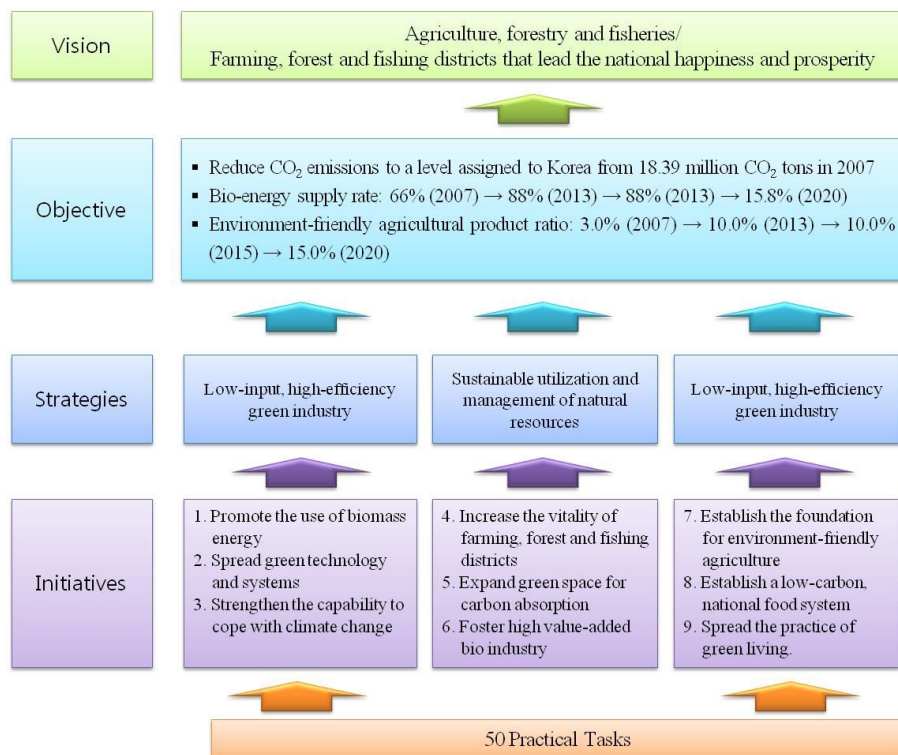 Vision
Agriculture, forestry and fisheries/
Farming, forest and fishing districts that lead the national happiness and prosperity
Objective
▪ Reduce CO₂ emissions to a level assigned to Korea from 18.39 million CO₂ tons in 2007
▪ Bio-energy supply rate: 66% (2007) → 88% (2013) → 88% (2013) → 15.8% (2020)
▪ Environment-friendly agricultural product ratio: 3.0% (2007) → 10.0% (2013) → 10.0%
(2015) → 15.0% (2020)
Strategies
Low-input, high-efficiency
green industry
Sustainable utilization and
management of natural
resources
Low-input, high-efficiency
green industry
Initiatives
1. Promote the use of biomass
energy
2. Spread green technology
and systems
3. Strengthen the capability to
cope with climate change
4. Increase the vitality of
farming, forest and fishing
districts
5. Expand green space for
carbon absorption
6. Foster high value-added
bio industry
7. Establish the foundation
for environment-friendly
agriculture
8. Establish a low-carbon,
national food system
9. Spread the practice of
green living.
50 Practical Tasks